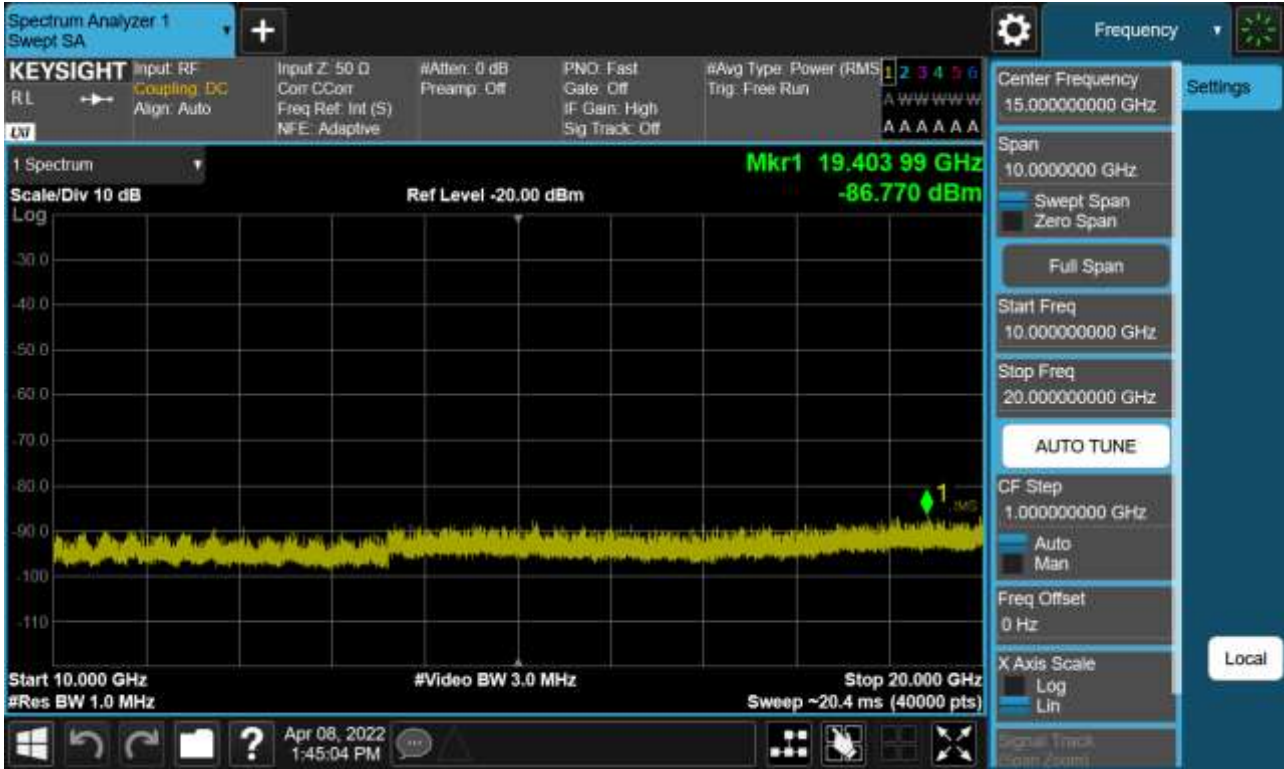 Spectrum Analyzer 1
Swept SA
+
Frequency
KEYSIGHT
RL
LXI
Input: RF
Coupling: DC
Align: Auto
Input Z: 50 Ω
Corr CCorr
Freq Ref: Int (S)
NFE: Adaptive
#Atten: 0 dB
Preamp: Off
PNO: Fast
Gate: Off
IF Gain: High
Sig Track: Off
#Avg Type: Power (RMS
Trig: Free Run
1 2 3 4 5 6
A W W W W W
A A A A A A
1 Spectrum
Scale/Div 10 dB
Ref Level -20.00 dBm
Mkr1 19.403 99 GHz
-86.770 dBm
Log
-30.0
-40.0
-50.0
-60.0
-70.0
-80.0
-90.0
-100
-110
1
Start 10.000 GHz
#Video BW 3.0 MHz
Stop 20.000 GHz
#Res BW 1.0 MHz
Sweep ~20.4 ms (40000 pts)
Center Frequency
15.000000000 GHz
Settings
Span
10.0000000 GHz
Swept Span
Zero Span
Full Span
Start Freq
10.000000000 GHz
Stop Freq
20.000000000 GHz
AUTO TUNE
CF Step
1.000000000 GHz
Auto
Man
Freq Offset
0 Hz
X Axis Scale
Log
Lin
Local
Signal Track
(Span Zoom)
?
Apr 08, 2022
1:45:04 PM